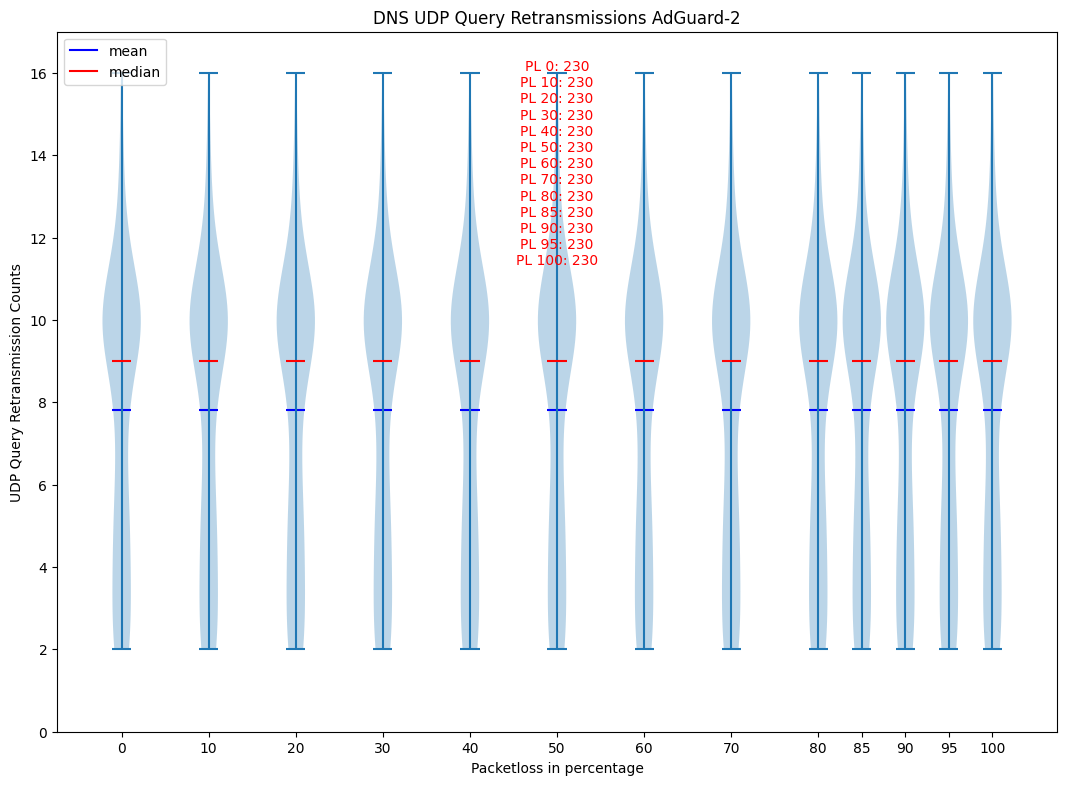 DNS UDP Query Retransmissions AdGuard-2
mean
median
PL 0: 230
PL 10: 230
PL 20: 230
PL 30: 230
PL 40: 230
PL 50: 230
PL 60: 230
PL 70: 230
PL 80: 230
PL 85: 230
PL 90: 230
PL 95: 230
PL 100: 230
UDP Query Retransmission Counts
16
14
12
10
8
6
4
2
0
0 10 20 30 40 50 60 70 80 85 90 95 100
Packetloss in percentage